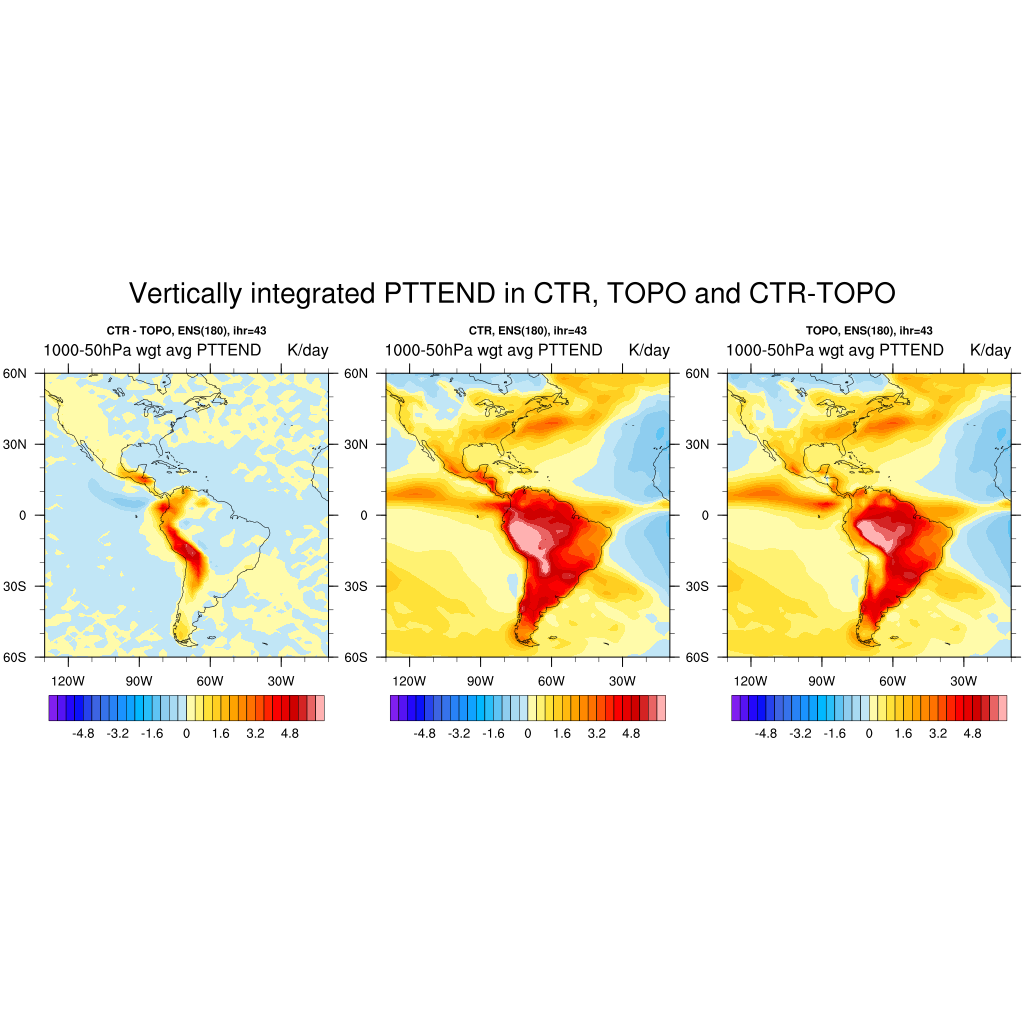 Vertically integrated PTTEND in CTR, TOPO and CTR-TOPO
CTR - TOPO, ENS(180), ihr=43
1000-50hPa wgt avg PTTEND K/day
60N
30N
0
30S
60S
120W 90W 60W 30W
-4.8 -3.2 -1.6 0 1.6 3.2 4.8
CTR, ENS(180), ihr=43
1000-50hPa wgt avg PTTEND K/day
60N
30N
0
30S
60S
120W 90W 60W 30W
-4.8 -3.2 -1.6 0 1.6 3.2 4.8
TOPO, ENS(180), ihr=43
1000-50hPa wgt avg PTTEND K/day
60N
30N
0
30S
60S
120W 90W 60W 30W
-4.8 -3.2 -1.6 0 1.6 3.2 4.8